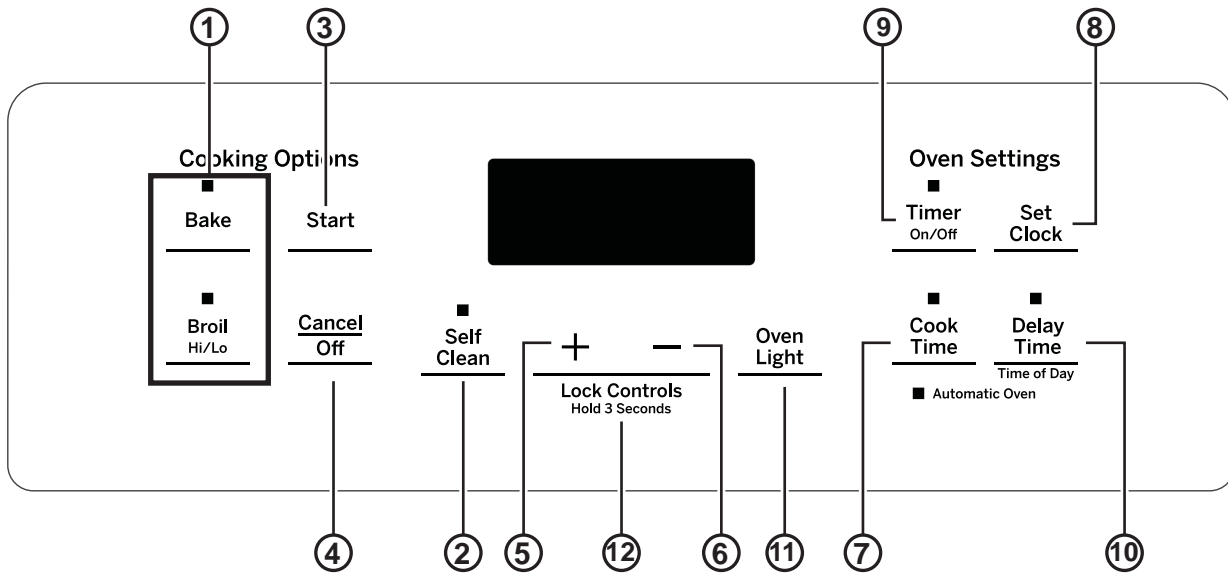 1
3
9
8
Cooking Options
Oven Settings
Bake
Start
Timer
On/Off
Set
Clock
Broil
Hi/Lo
Cancel
Off
Self
Clean
+
−
Lock Controls
Hold 3 Seconds
Oven
Light
Cook
Time
Delay
Time
Time of Day
Automatic Oven
4
2
5
12
6
11
7
10